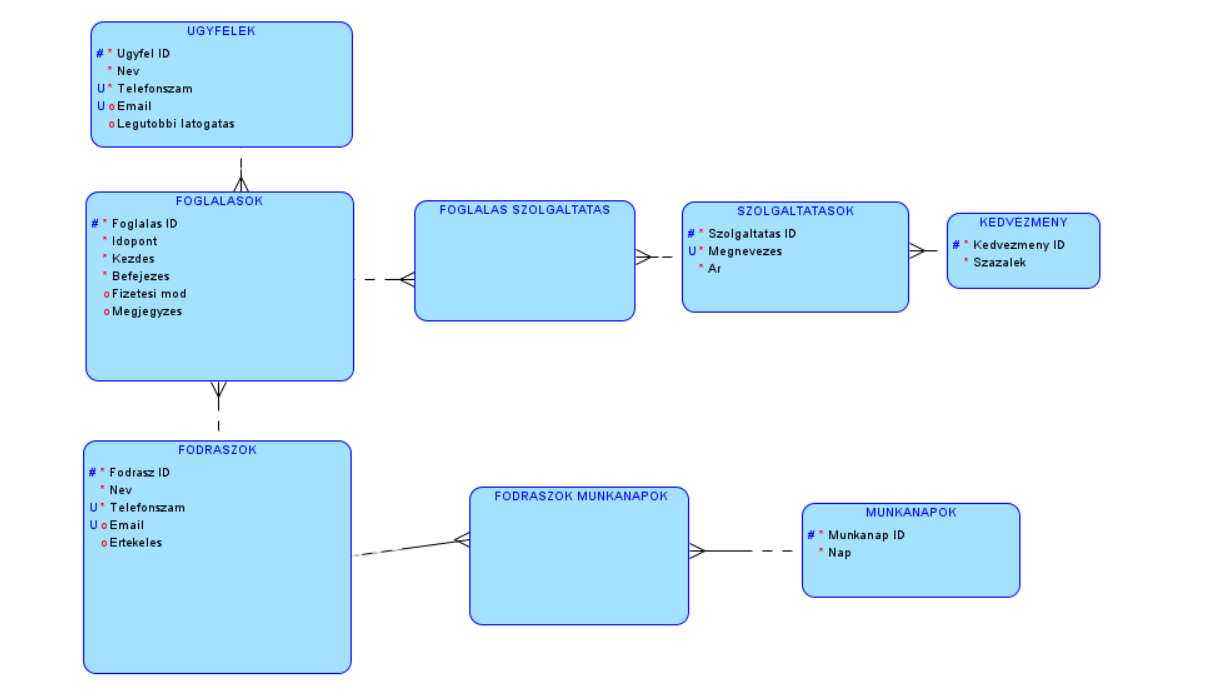 UGYFELEK
# * Ugyfel ID
* Nev
U * Telefonszam
U o Email
o Legutobbi latogatas
FOGLALASOK
# * Foglalas ID
* Idopont
* Kezdes
* Befejezes
o Fizetesi mod
o Megjegyzes
FOGLALAS SZOLGALTATAS
SZOLGALTATASOK
# * Szolgaltatas ID
U * Megnevezes
* Ar
KEDVEZMENY
# * Kedvezmeny ID
* Szazalek
FODRASZOK
# * Fodrasz ID
* Nev
U * Telefonszam
U o Email
o Ertekeles
FODRASZOK MUNKANAPOK
MUNKANAPOK
# * Munkanap ID
* Nap